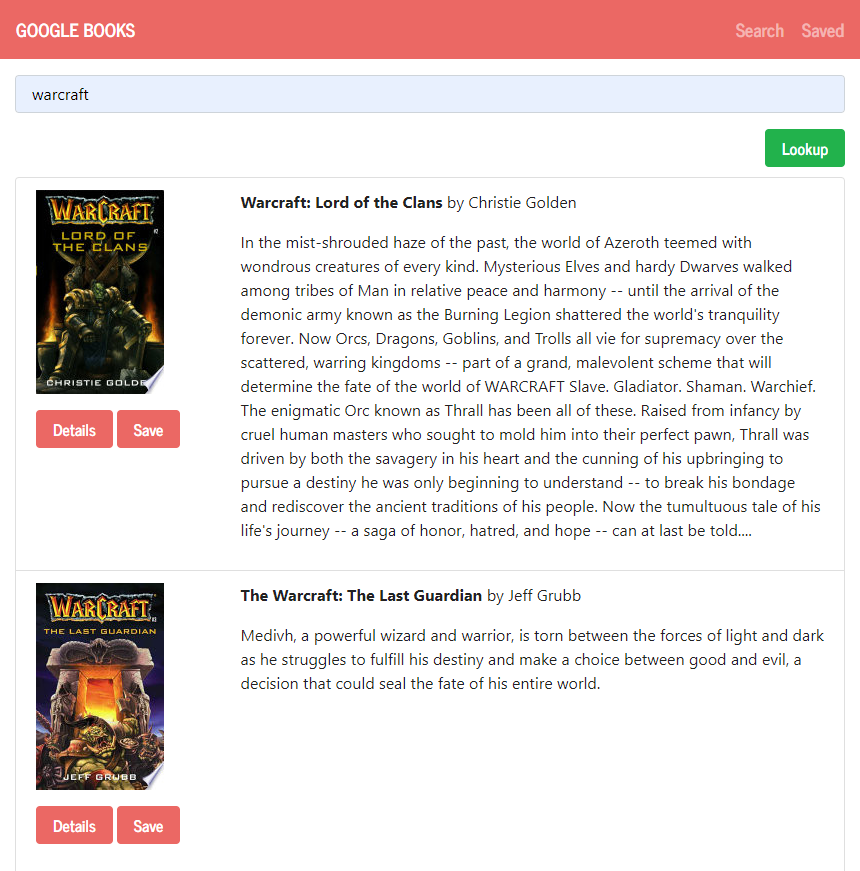 GOOGLE BOOKS
Search Saved
warcraft
Lookup
WARCRAFT
#2
LORD OF
THE CLANS
CHRISTIE GOLDE
Details Save
Warcraft: Lord of the Clans by Christie Golden
In the mist-shrouded haze of the past, the world of Azeroth teemed with
wondrous creatures of every kind. Mysterious Elves and hardy Dwarves walked
among tribes of Man in relative peace and harmony -- until the arrival of the
demonic army known as the Burning Legion shattered the world's tranquility
forever. Now Orcs, Dragons, Goblins, and Trolls all vie for supremacy over the
scattered, warring kingdoms -- part of a grand, malevolent scheme that will
determine the fate of the world of WARCRAFT Slave. Gladiator. Shaman. Warchief.
The enigmatic Orc known as Thrall has been all of these. Raised from infancy by
cruel human masters who sought to mold him into their perfect pawn, Thrall was
driven by both the savagery in his heart and the cunning of his upbringing to
pursue a destiny he was only beginning to understand -- to break his bondage
and rediscover the ancient traditions of his people. Now the tumultuous tale of his
life's journey -- a saga of honor, hatred, and hope -- can at last be told....
WARCRAFT
#3
THE LAST GUARDIAN
JEFF GRUBB
Details Save
The Warcraft: The Last Guardian by Jeff Grubb
Medivh, a powerful wizard and warrior, is torn between the forces of light and dark
as he struggles to fulfill his destiny and make a choice between good and evil, a
decision that could seal the fate of his entire world.